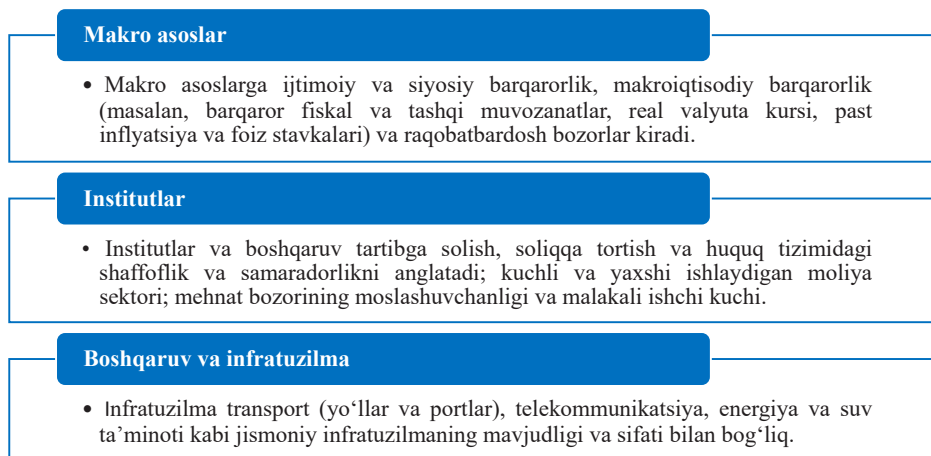 Makro asoslar
• Makro asoslarga ijtimoiy va siyosiy barqarorlik, makroiqtisodiy barqarorlik
(masalan, barqaror fiskal va tashqi muvozanatlar, real valyuta kursi, past
inflyatsiya va foiz stavkalari) va raqobatbardosh bozorlar kiradi.
Institutlar
• Institutlar va boshqaruv tartibga solish, soliqqa tortish va huquq tizimidagi
shaffoflik va samaradorlikni anglatadi; kuchli va yaxshi ishlaydigan moliya
sektori; mehnat bozorining moslashuvchanligi va malakali ishchi kuchi.
Boshqaruv va infratuzilma
• Infratuzilma transport (yo‘llar va portlar), telekommunikatsiya, energiya va suv
ta’minoti kabi jismoniy infratuzilmaning mavjudligi va sifati bilan bog‘liq.